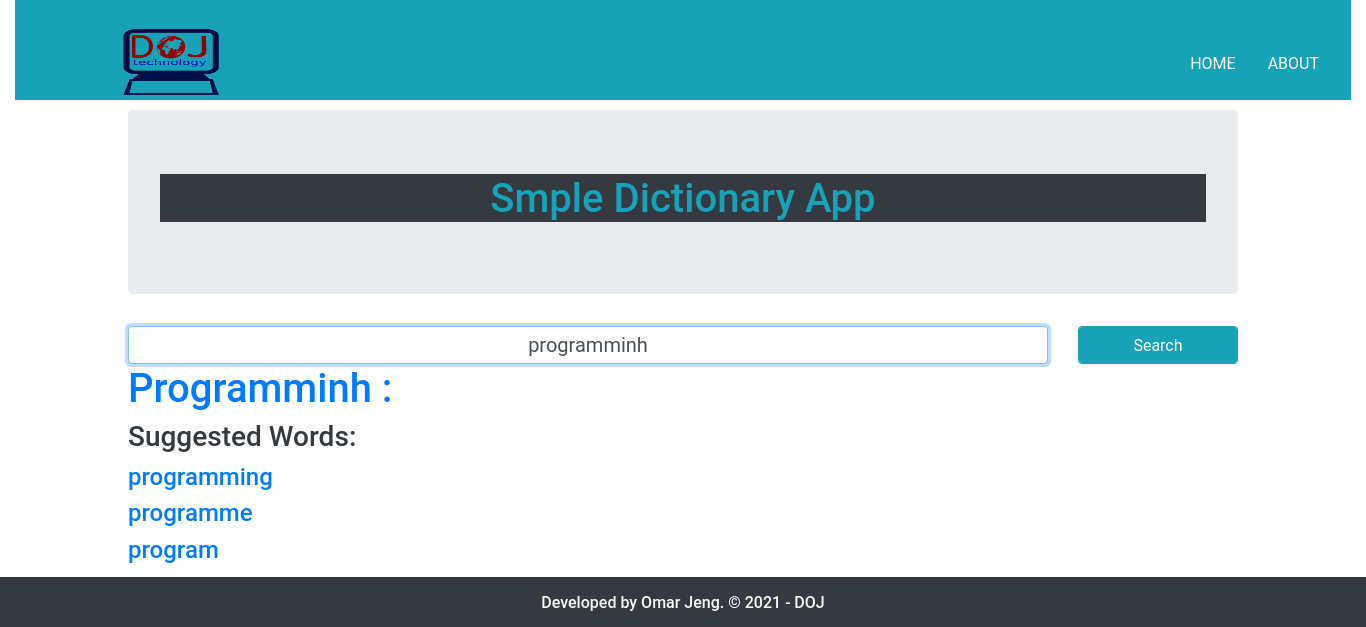 DOJ
technology
HOME ABOUT
Smple Dictionary App
programminh Search
Programminh :
Suggested Words:
programming
programme
program
Developed by Omar Jeng. © 2021 - DOJ